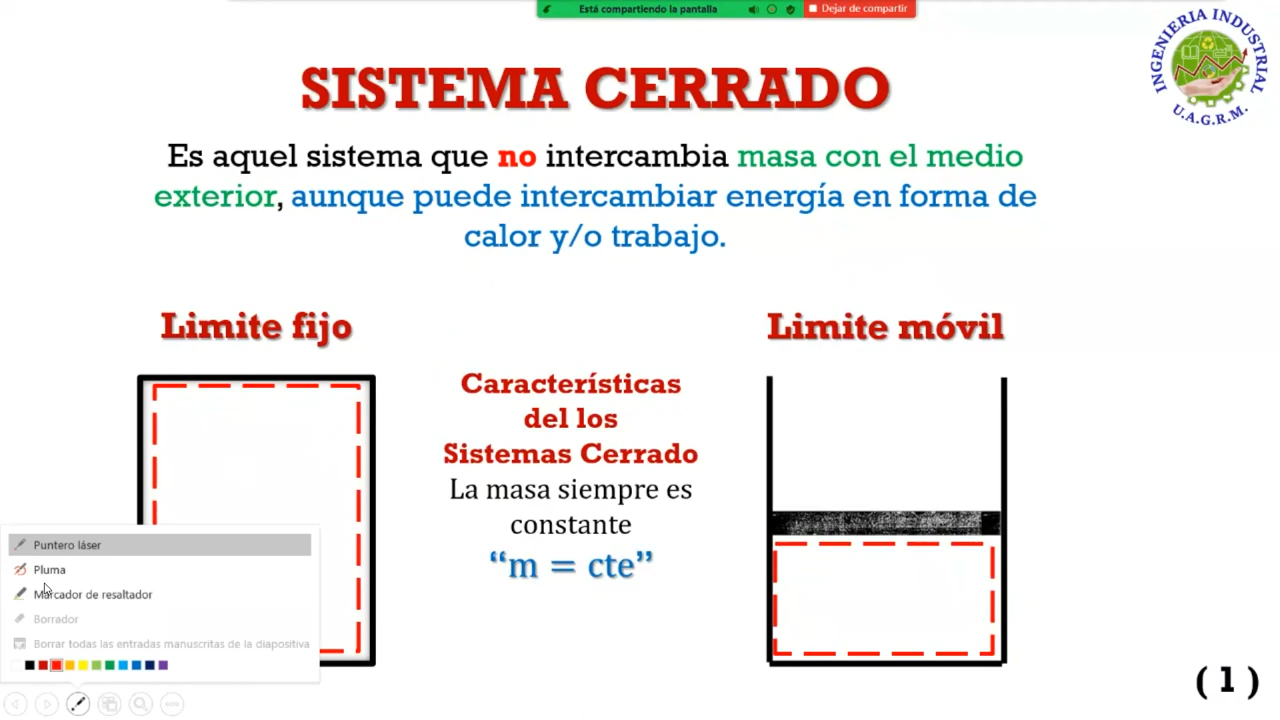 Está compartiendo la pantalla
Dejar de compartir
INGENIERIA INDUSTRIAL
U.A.G.R.M.
SISTEMA CERRADO
Es aquel sistema que no intercambia masa con el medio
exterior, aunque puede intercambiar energía en forma de
calor y/o trabajo.
Limite fijo
Limite móvil
Características
del los
Sistemas Cerrado
La masa siempre es
constante
“m = cte”
Puntero láser
Pluma
Marcador de resaltador
Borrador
Borrar todas las entradas manuscritas de la diapositiva
( 1 )